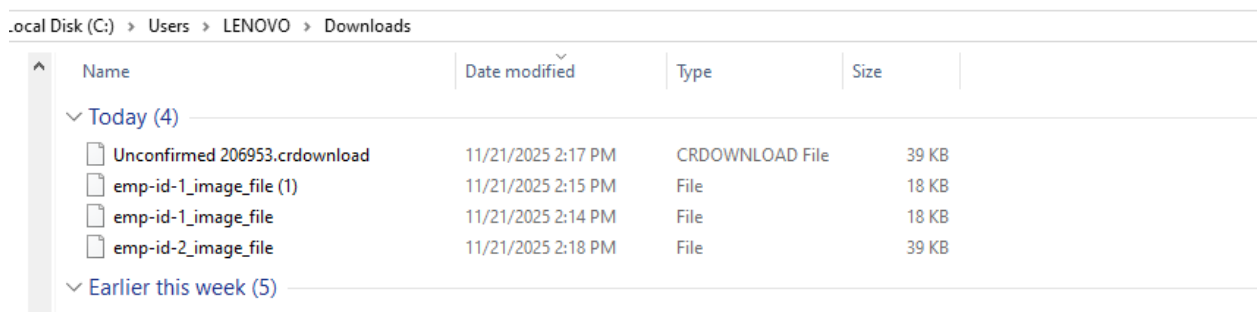 Local Disk (C:) > Users > LENOVO > Downloads
Name Date modified Type Size
Today (4)
Unconfirmed 206953.crdownload 11/21/2025 2:17 PM CRDOWNLOAD File 39 KB
emp-id-1_image_file (1) 11/21/2025 2:15 PM File 18 KB
emp-id-1_image_file 11/21/2025 2:14 PM File 18 KB
emp-id-2_image_file 11/21/2025 2:18 PM File 39 KB
Earlier this week (5)